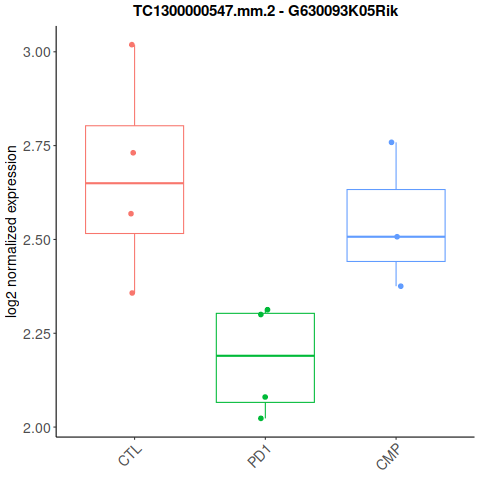 TC1300000547.mm.2 - G630093K05Rik
log2 normalized expression
3.00
2.75
2.50
2.25
2.00
CTL
PD1
CMP